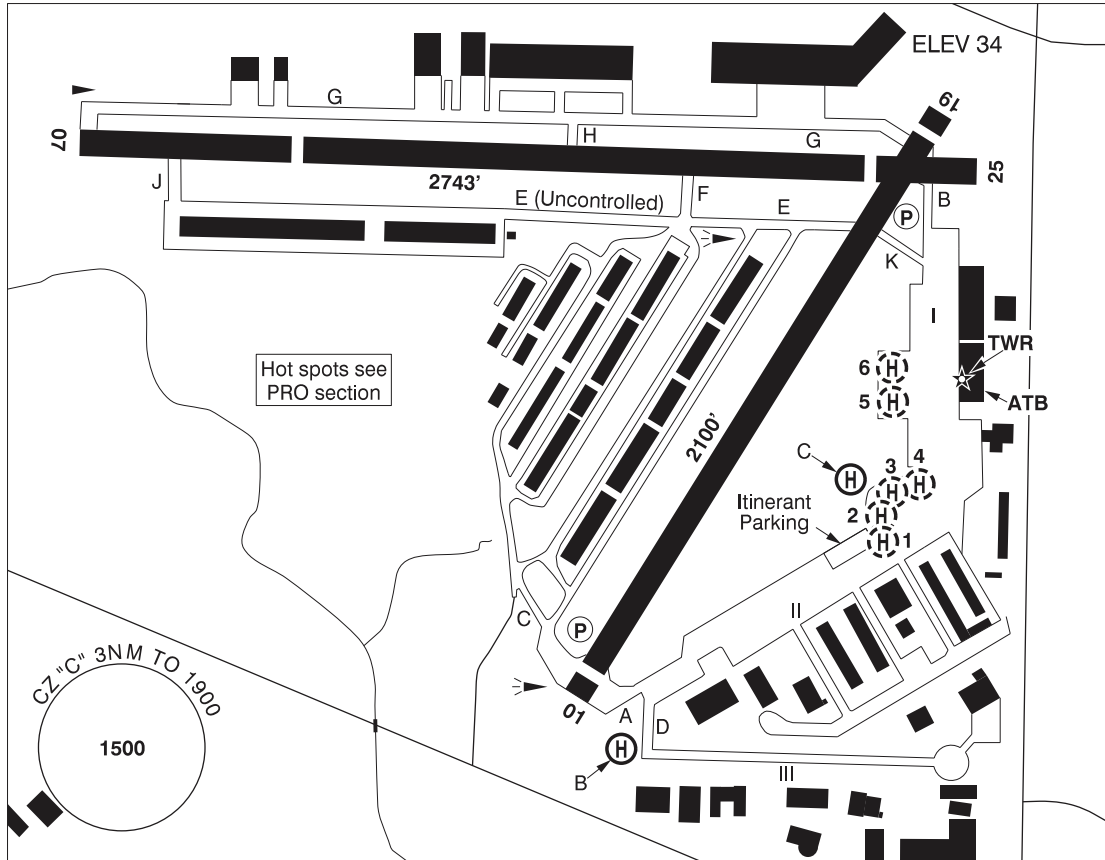 ELEV 34
G
19
07
H
G
25
J
2743'
E (Uncontrolled)
F
E
B
P
K
I
TWR
Hot spots see
PRO section
6
H
5
H
ATB
2100'
C
H
3
H
4
H
Itinerant
Parking
2
H
H
1
C
P
II
CZ "C" 3NM TO 1900
1500
01
A
D
H
B
III